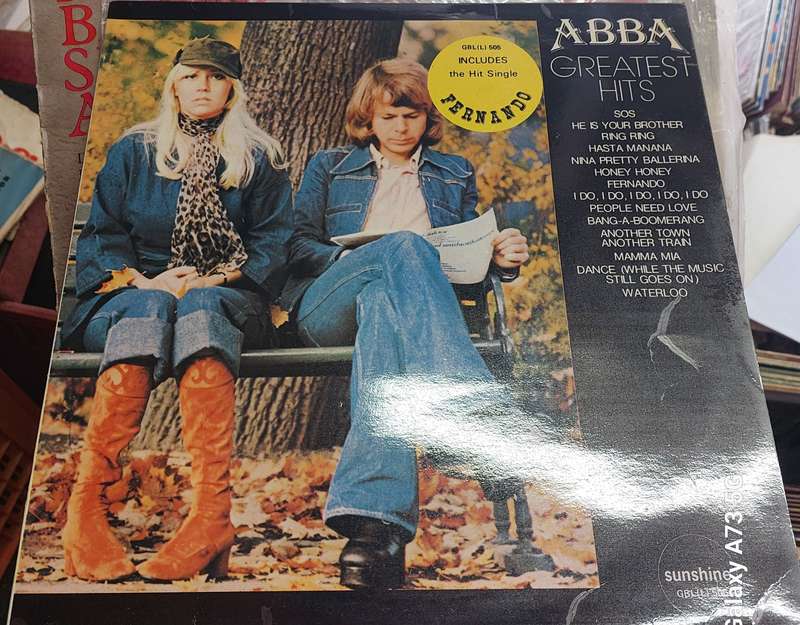 B
S
A
GBL(L) 505
INCLUDES
the Hit Single
FERNANDO
ABBA
GREATEST
HITS
SOS
HE IS YOUR BROTHER
RING RING
HASTA MANANA
NINA PRETTY BALLERINA
HONEY HONEY
FERNANDO
I DO, I DO, I DO, I DO, I DO
PEOPLE NEED LOVE
BANG-A-BOOMERANG
ANOTHER TOWN
ANOTHER TRAIN
MAMMA MIA
DANCE (WHILE THE MUSIC
STILL GOES ON)
WATERLOO
sunshine
GBL(L) 505
Galaxy A73 5G